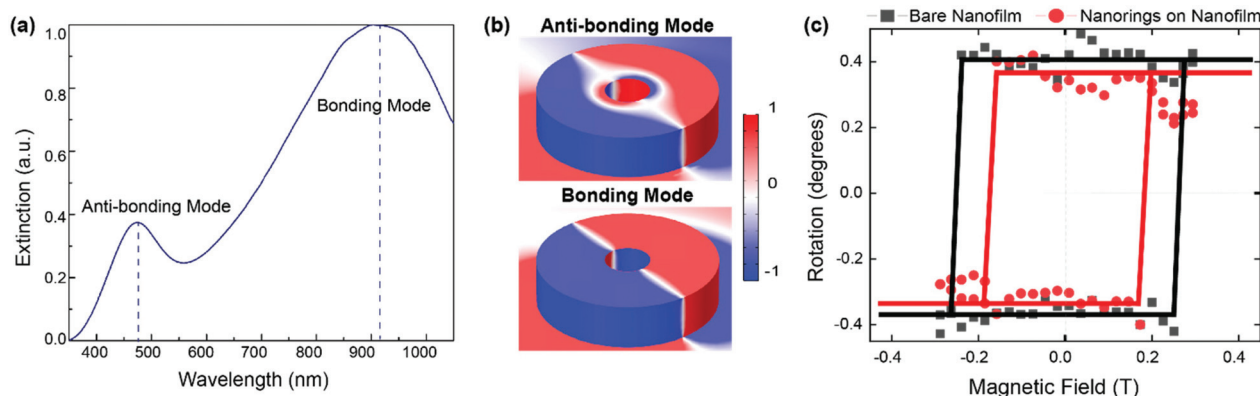 (a)
1.0
0.8
0.6
0.4
0.2
0.0
Extinction (a.u.)
Anti-bonding Mode
Bonding Mode
400 500 600 700 800 900 1000
Wavelength (nm)
(b)
Anti-bonding Mode
Bonding Mode
1
0
-1
(c)
Bare Nanofilm
Nanorings on Nanofilm
0.4
0.2
0.0
-0.2
-0.4
Rotation (degrees)
-0.4 -0.2 0.0 0.2 0.4
Magnetic Field (T)